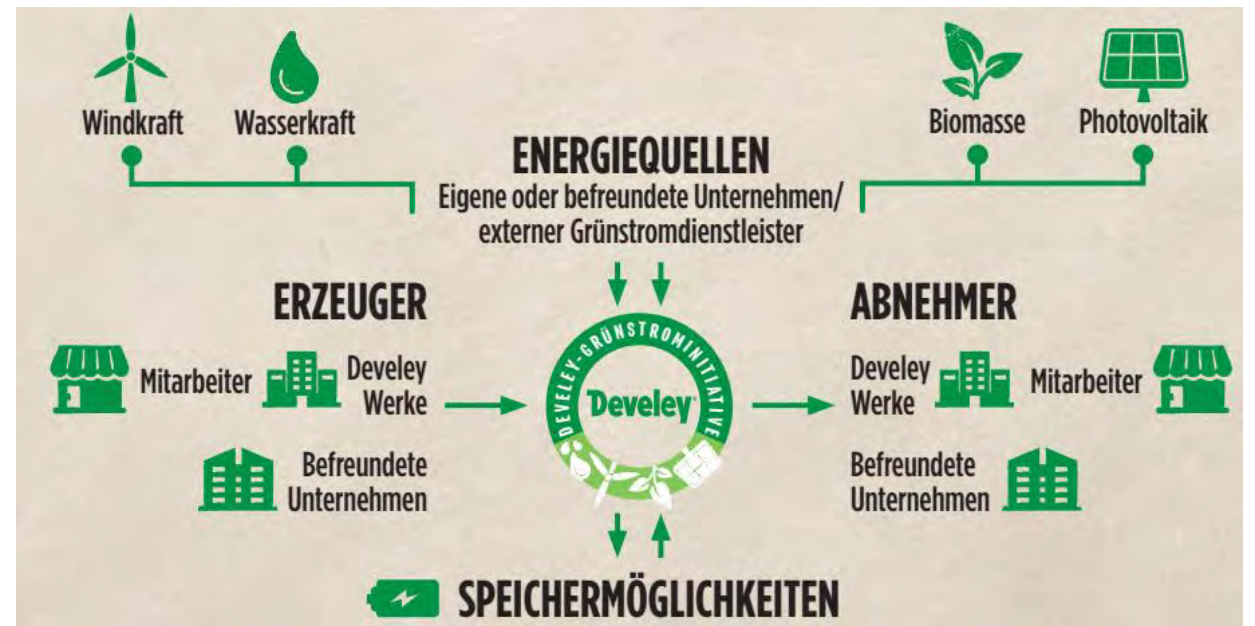 Windkraft
Wasserkraft
Biomasse
Photovoltaik
ENERGIEQUELLEN
Eigene oder befreundete Unternehmen/
externer Grünstromdienstleister
ERZEUGER
Mitarbeiter
Develey
Werke
Befreundete
Unternehmen
DEVELEY-GRÜNSTROMINITIATIVE
Develey
ABNEHMER
Develey
Werke
Mitarbeiter
Befreundete
Unternehmen
SPEICHERMÖGLICHKEITEN